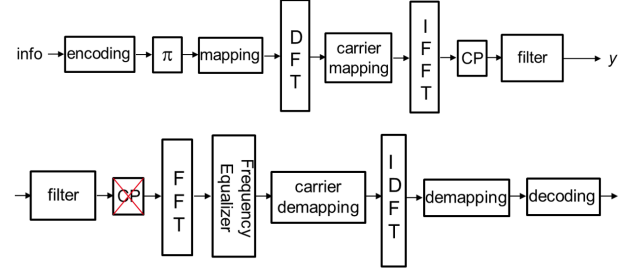 info
encoding
π
mapping
D
F
T
carrier
mapping
I
F
F
T
CP
filter
y
filter
CP
F
F
T
Frequency
Equalizer
carrier
demapping
I
D
F
T
demapping
decoding